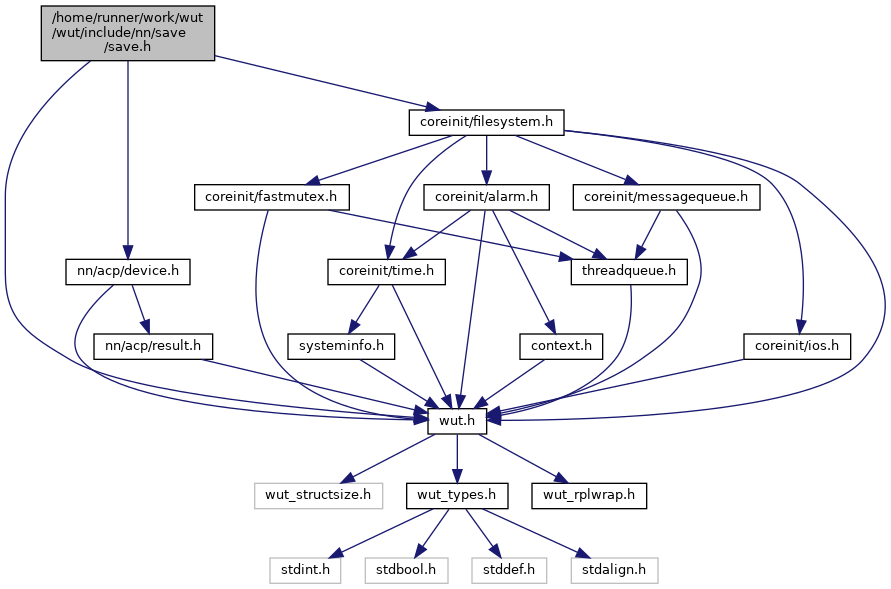 /home/runner/work/wut
/wut/include/nn/save
/save.h
coreinit/filesystem.h
coreinit/fastmutex.h
coreinit/alarm.h
coreinit/messagequeue.h
nn/acp/device.h
coreinit/time.h
threadqueue.h
nn/acp/result.h
systeminfo.h
context.h
coreinit/ios.h
wut.h
wut_structsize.h
wut_types.h
wut_rplwrap.h
stdint.h
stdbool.h
stddef.h
stdalign.h